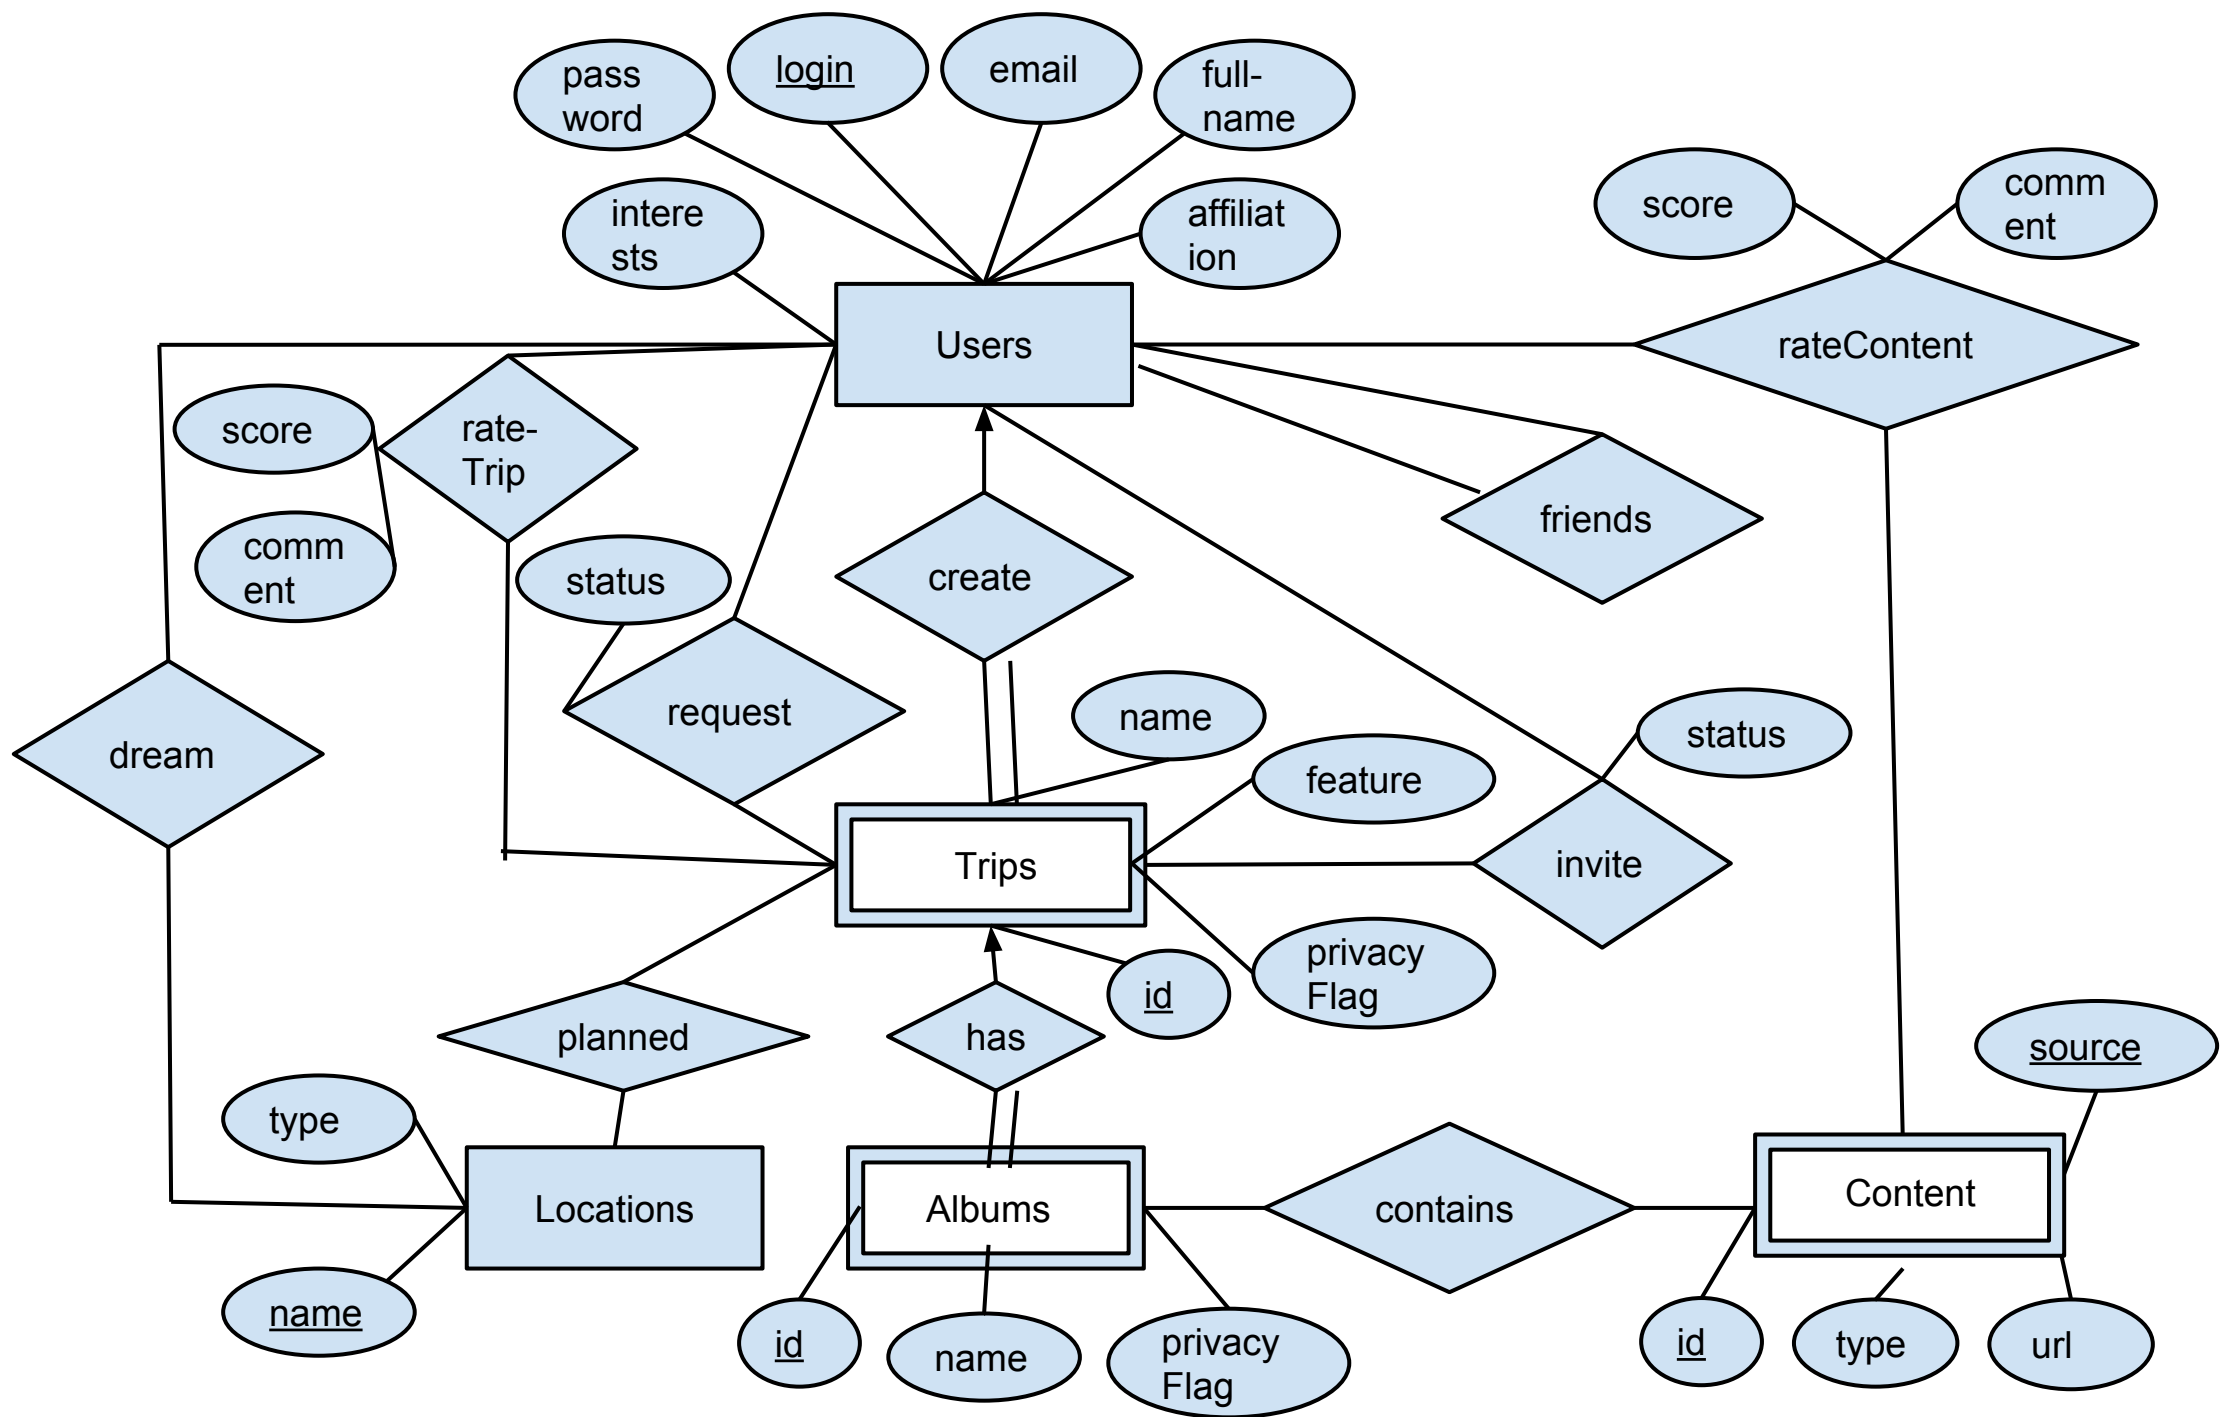 pass
word
login
email
full-
name
intere
sts
affiliat
ion
score
comm
ent
Users
rateContent
score
rate-
Trip
comm
ent
status
create
friends
request
name
status
dream
feature
Trips
invite
privacy
Flag
id
planned
has
source
type
Locations
Albums
contains
Content
name
id
name
privacy
Flag
id
type
url